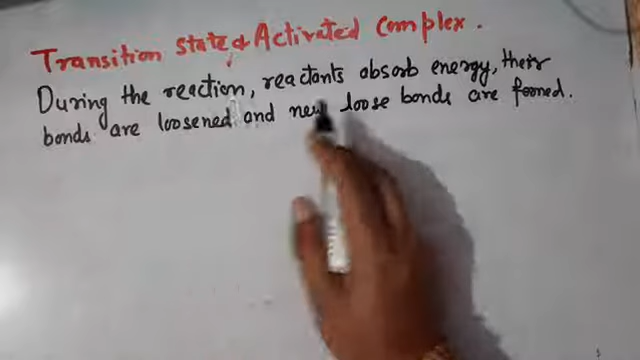 Transition state & Activated Complex.
During the reaction, reactants absorb energy, their
bonds are loosened and new loose bonds are formed.